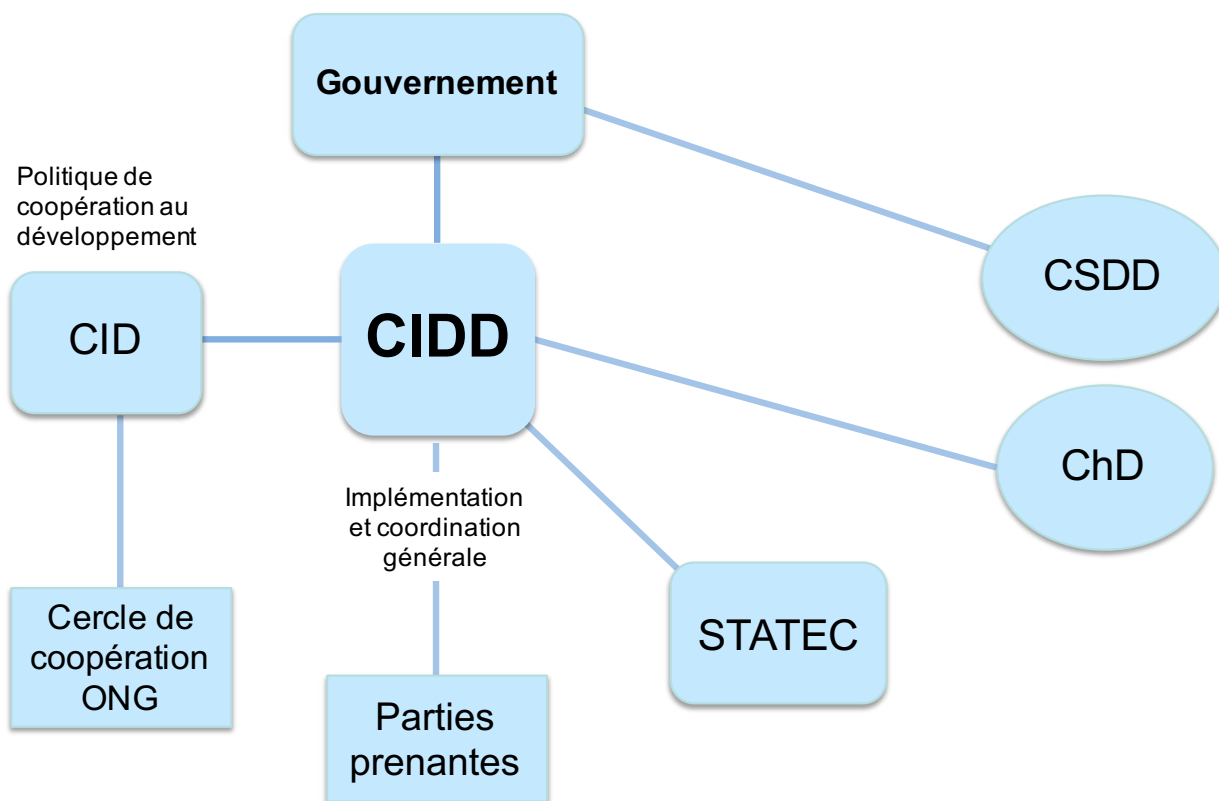 Gouvernement
Politique de
coopération au
développement
CSDD
CID
CIDD
ChD
Implémentation
et coordination
générale
Cercle de
coopération
ONG
STATEC
Parties
prenantes